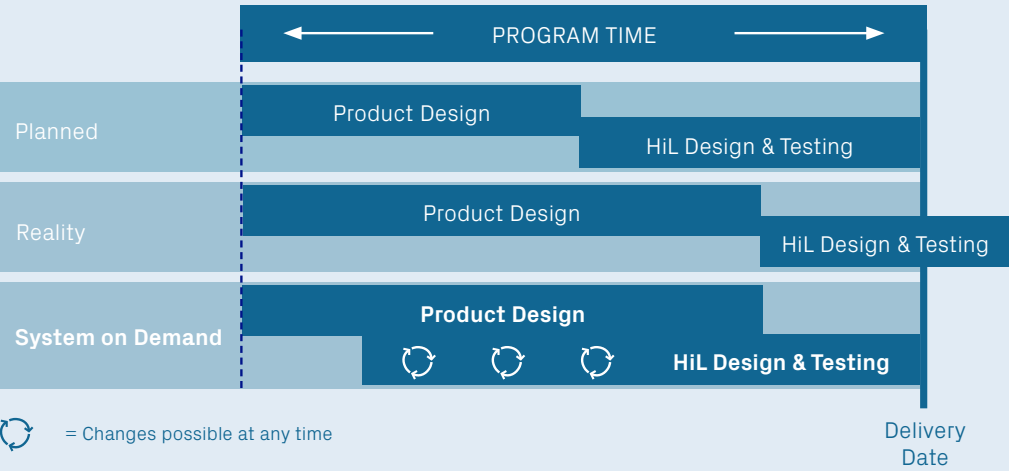 PROGRAM TIME
Planned
Product Design
HiL Design & Testing
Reality
Product Design
HiL Design & Testing
System on Demand
Product Design
HiL Design & Testing
= Changes possible at any time
Delivery
Date